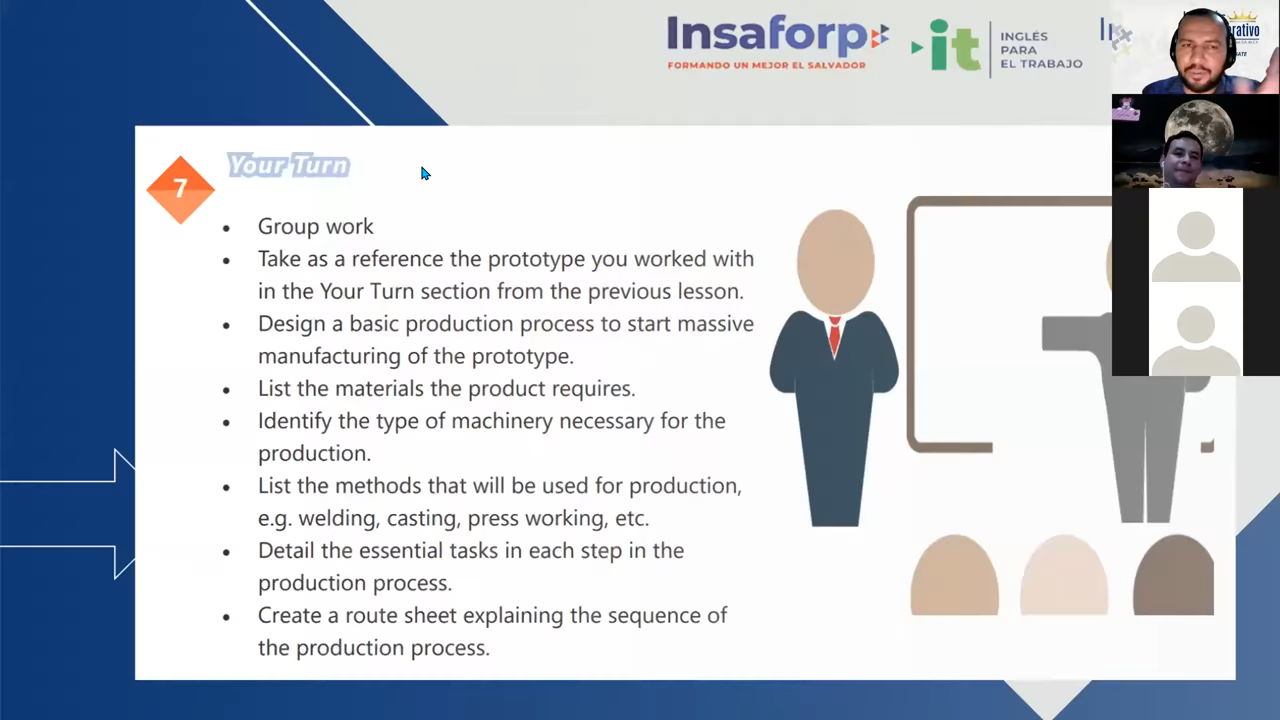 Insaforp
FORMANDO UN MEJOR EL SALVADOR
it
INGLÉS
PARA
EL TRABAJO
7
Your Turn
• Group work
• Take as a reference the prototype you worked with
in the Your Turn section from the previous lesson.
• Design a basic production process to start massive
manufacturing of the prototype.
• List the materials the product requires.
• Identify the type of machinery necessary for the
production.
• List the methods that will be used for production,
e.g. welding, casting, press working, etc.
• Detail the essential tasks in each step in the
production process.
• Create a route sheet explaining the sequence of
the production process.